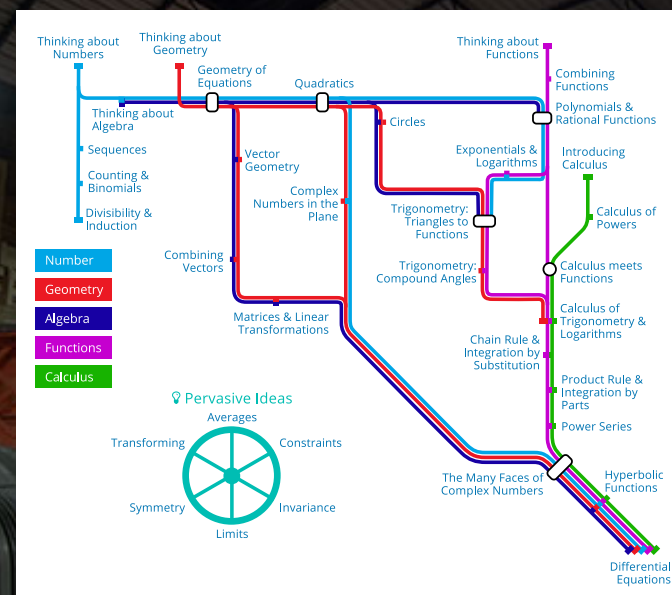 Thinking about
Numbers
Thinking about
Geometry
Thinking about
Functions
Geometry of
Equations
Quadratics
Combining
Functions
Thinking about
Algebra
Polynomials &
Rational Functions
Circles
Sequences
Vector
Geometry
Exponentials &
Logarithms
Introducing
Calculus
Counting &
Binomials
Complex
Numbers in the
Plane
Divisibility &
Induction
Trigonometry:
Triangles to
Functions
Calculus of
Powers
Combining
Vectors
Trigonometry:
Compound Angles
Calculus meets
Functions
Number
Geometry
Algebra
Functions
Calculus
Matrices & Linear
Transformations
Calculus of
Trigonometry &
Logarithms
Chain Rule &
Integration by
Substitution
Product Rule &
Integration by
Parts
Power Series
Pervasive Ideas
Averages
Transforming
Constraints
Symmetry
Invariance
Limits
The Many Faces of
Complex Numbers
Hyperbolic
Functions
Differential
Equations